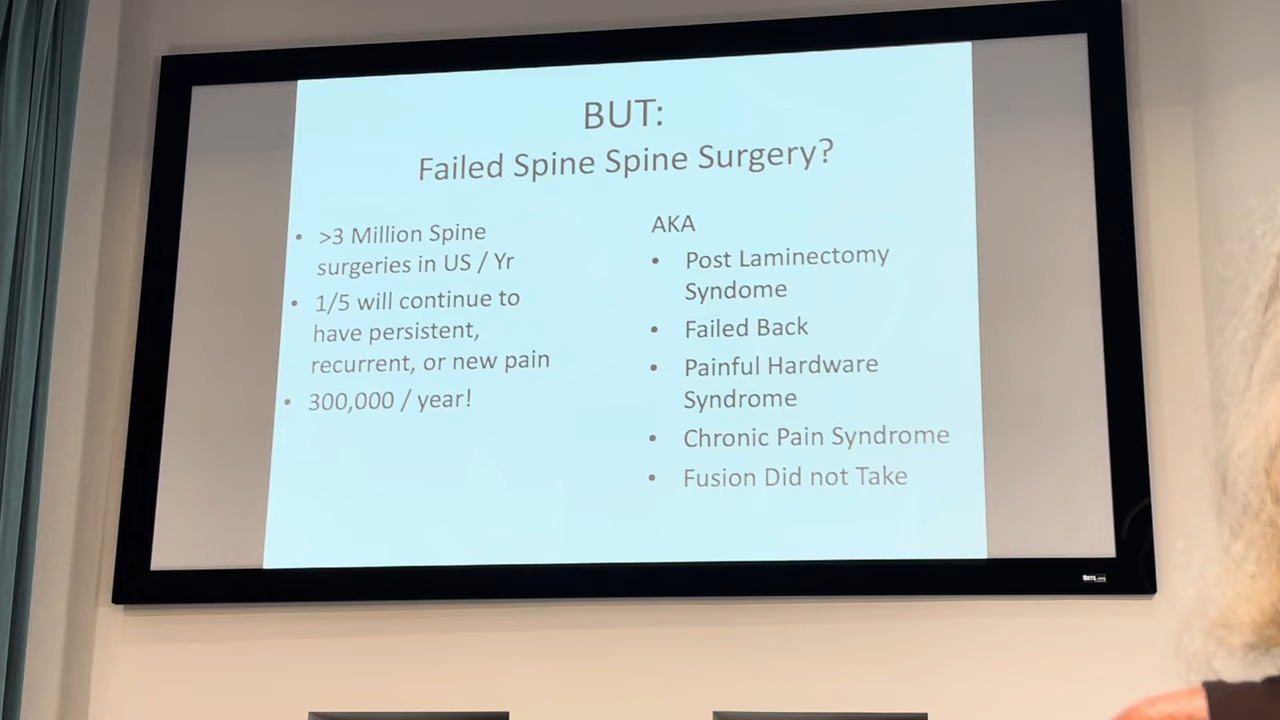 BUT:
Failed Spine Spine Surgery?
• >3 Million Spine
surgeries in US / Yr
• 1/5 will continue to
have persistent,
recurrent, or new pain
• 300,000 / year!
AKA
• Post Laminectomy
Syndome
• Failed Back
• Painful Hardware
Syndrome
• Chronic Pain Syndrome
• Fusion Did not Take